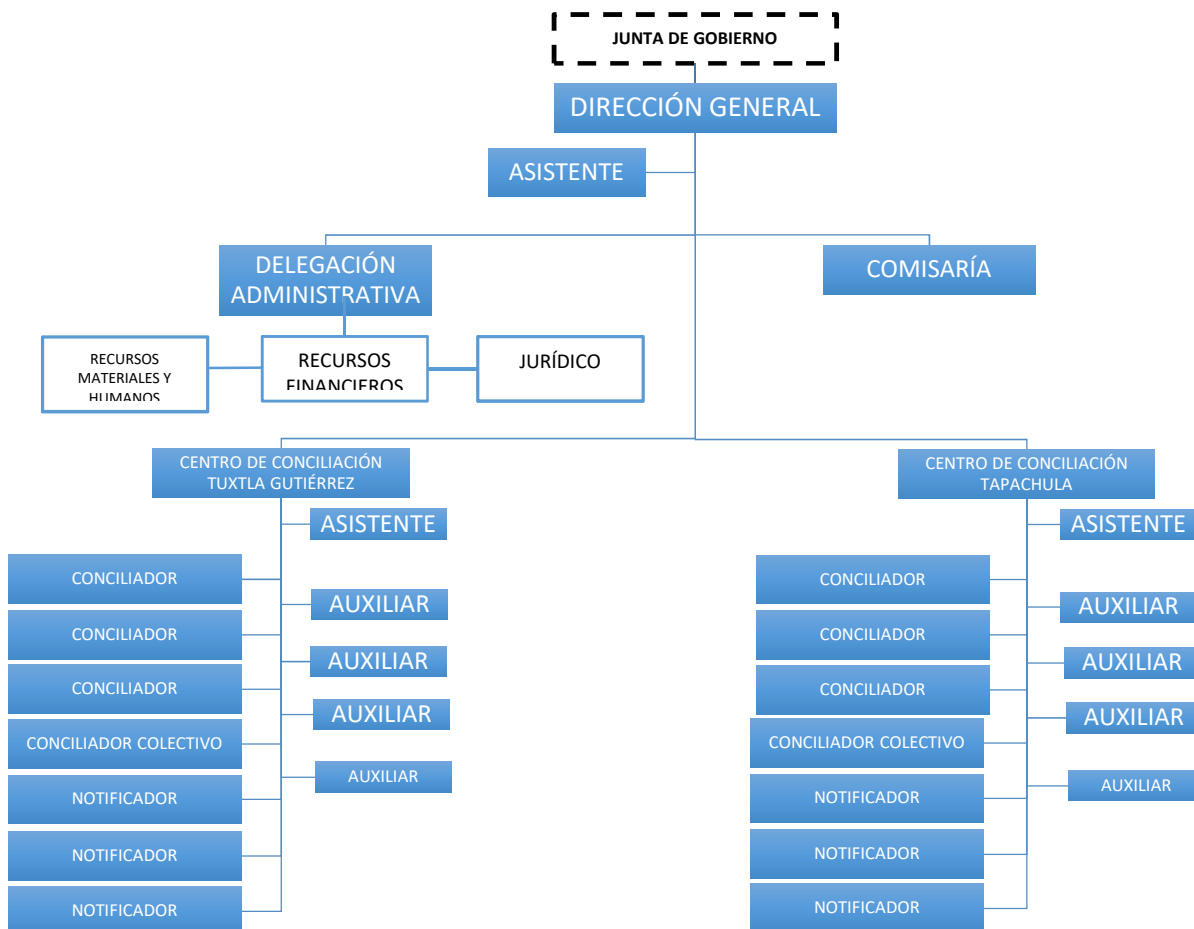 JUNTA DE GOBIERNO
DIRECCIÓN GENERAL
ASISTENTE
DELEGACIÓN
ADMINISTRATIVA
COMISARÍA
RECURSOS
MATERIALES Y
HUMANOS
RECURSOS
FINANCIEROS
JURÍDICO
CENTRO DE CONCILIACIÓN
TUXTLA GUTIÉRREZ
ASISTENTE
CONCILIADOR
AUXILIAR
CONCILIADOR
AUXILIAR
CONCILIADOR
AUXILIAR
CONCILIADOR COLECTIVO
AUXILIAR
NOTIFICADOR
NOTIFICADOR
NOTIFICADOR
CENTRO DE CONCILIACIÓN
TAPACHULA
ASISTENTE
CONCILIADOR
AUXILIAR
CONCILIADOR
AUXILIAR
CONCILIADOR
AUXILIAR
CONCILIADOR COLECTIVO
AUXILIAR
NOTIFICADOR
NOTIFICADOR
NOTIFICADOR